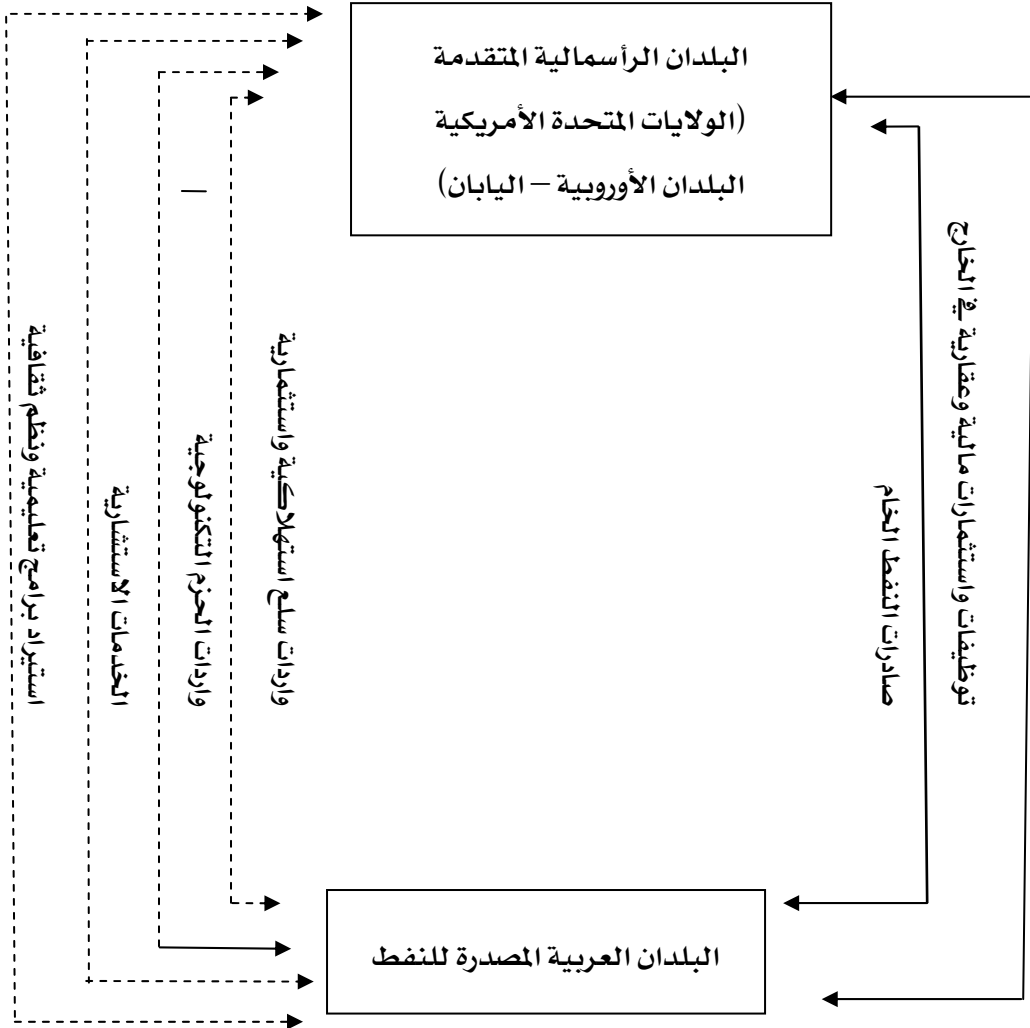 البلدان الرأسمالية المتقدمة
(الولايات المتحدة الأمريكية
البلدان الأوروبية – اليابان)
توظيفات واستثمارات مالية وعقارية في الخارج
صادرات النفط الخام
واردات سلع استهلاكية واستثمارية
واردات الحزم التكنولوجية
الخدمات الاستشارية
استيراد برامج تعليمية ونظم ثقافية
البلدان العربية المصدرة للنفط